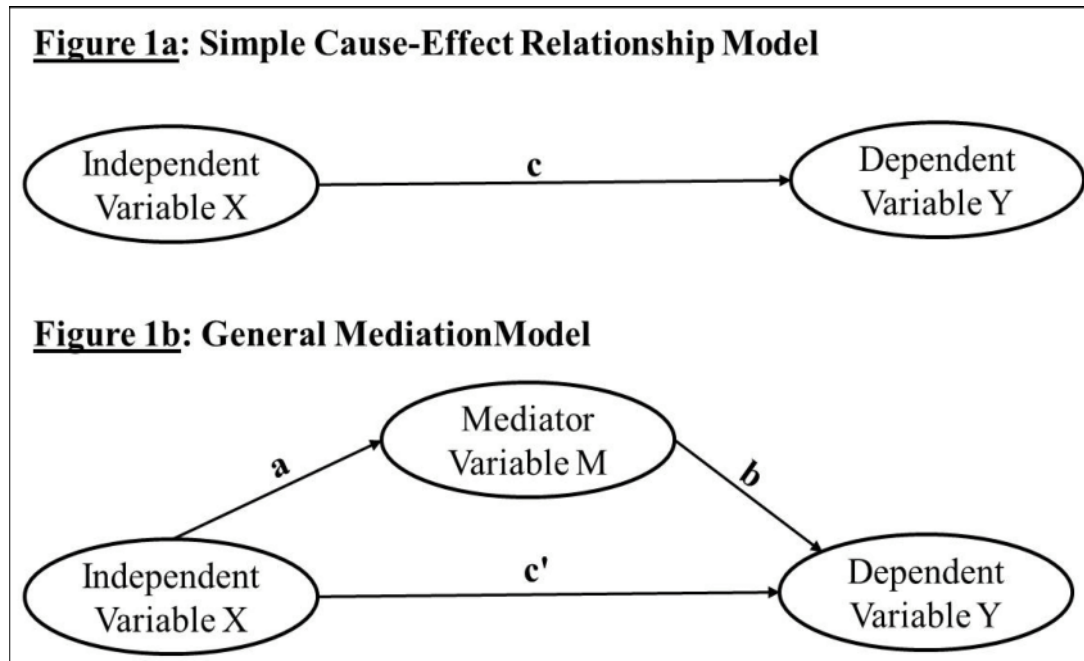 Figure 1a: Simple Cause-Effect Relationship Model
Independent
Variable X
c
Dependent
Variable Y
Figure 1b: General MediationModel
Mediator
Variable M
a
b
Independent
Variable X
c'
Dependent
Variable Y